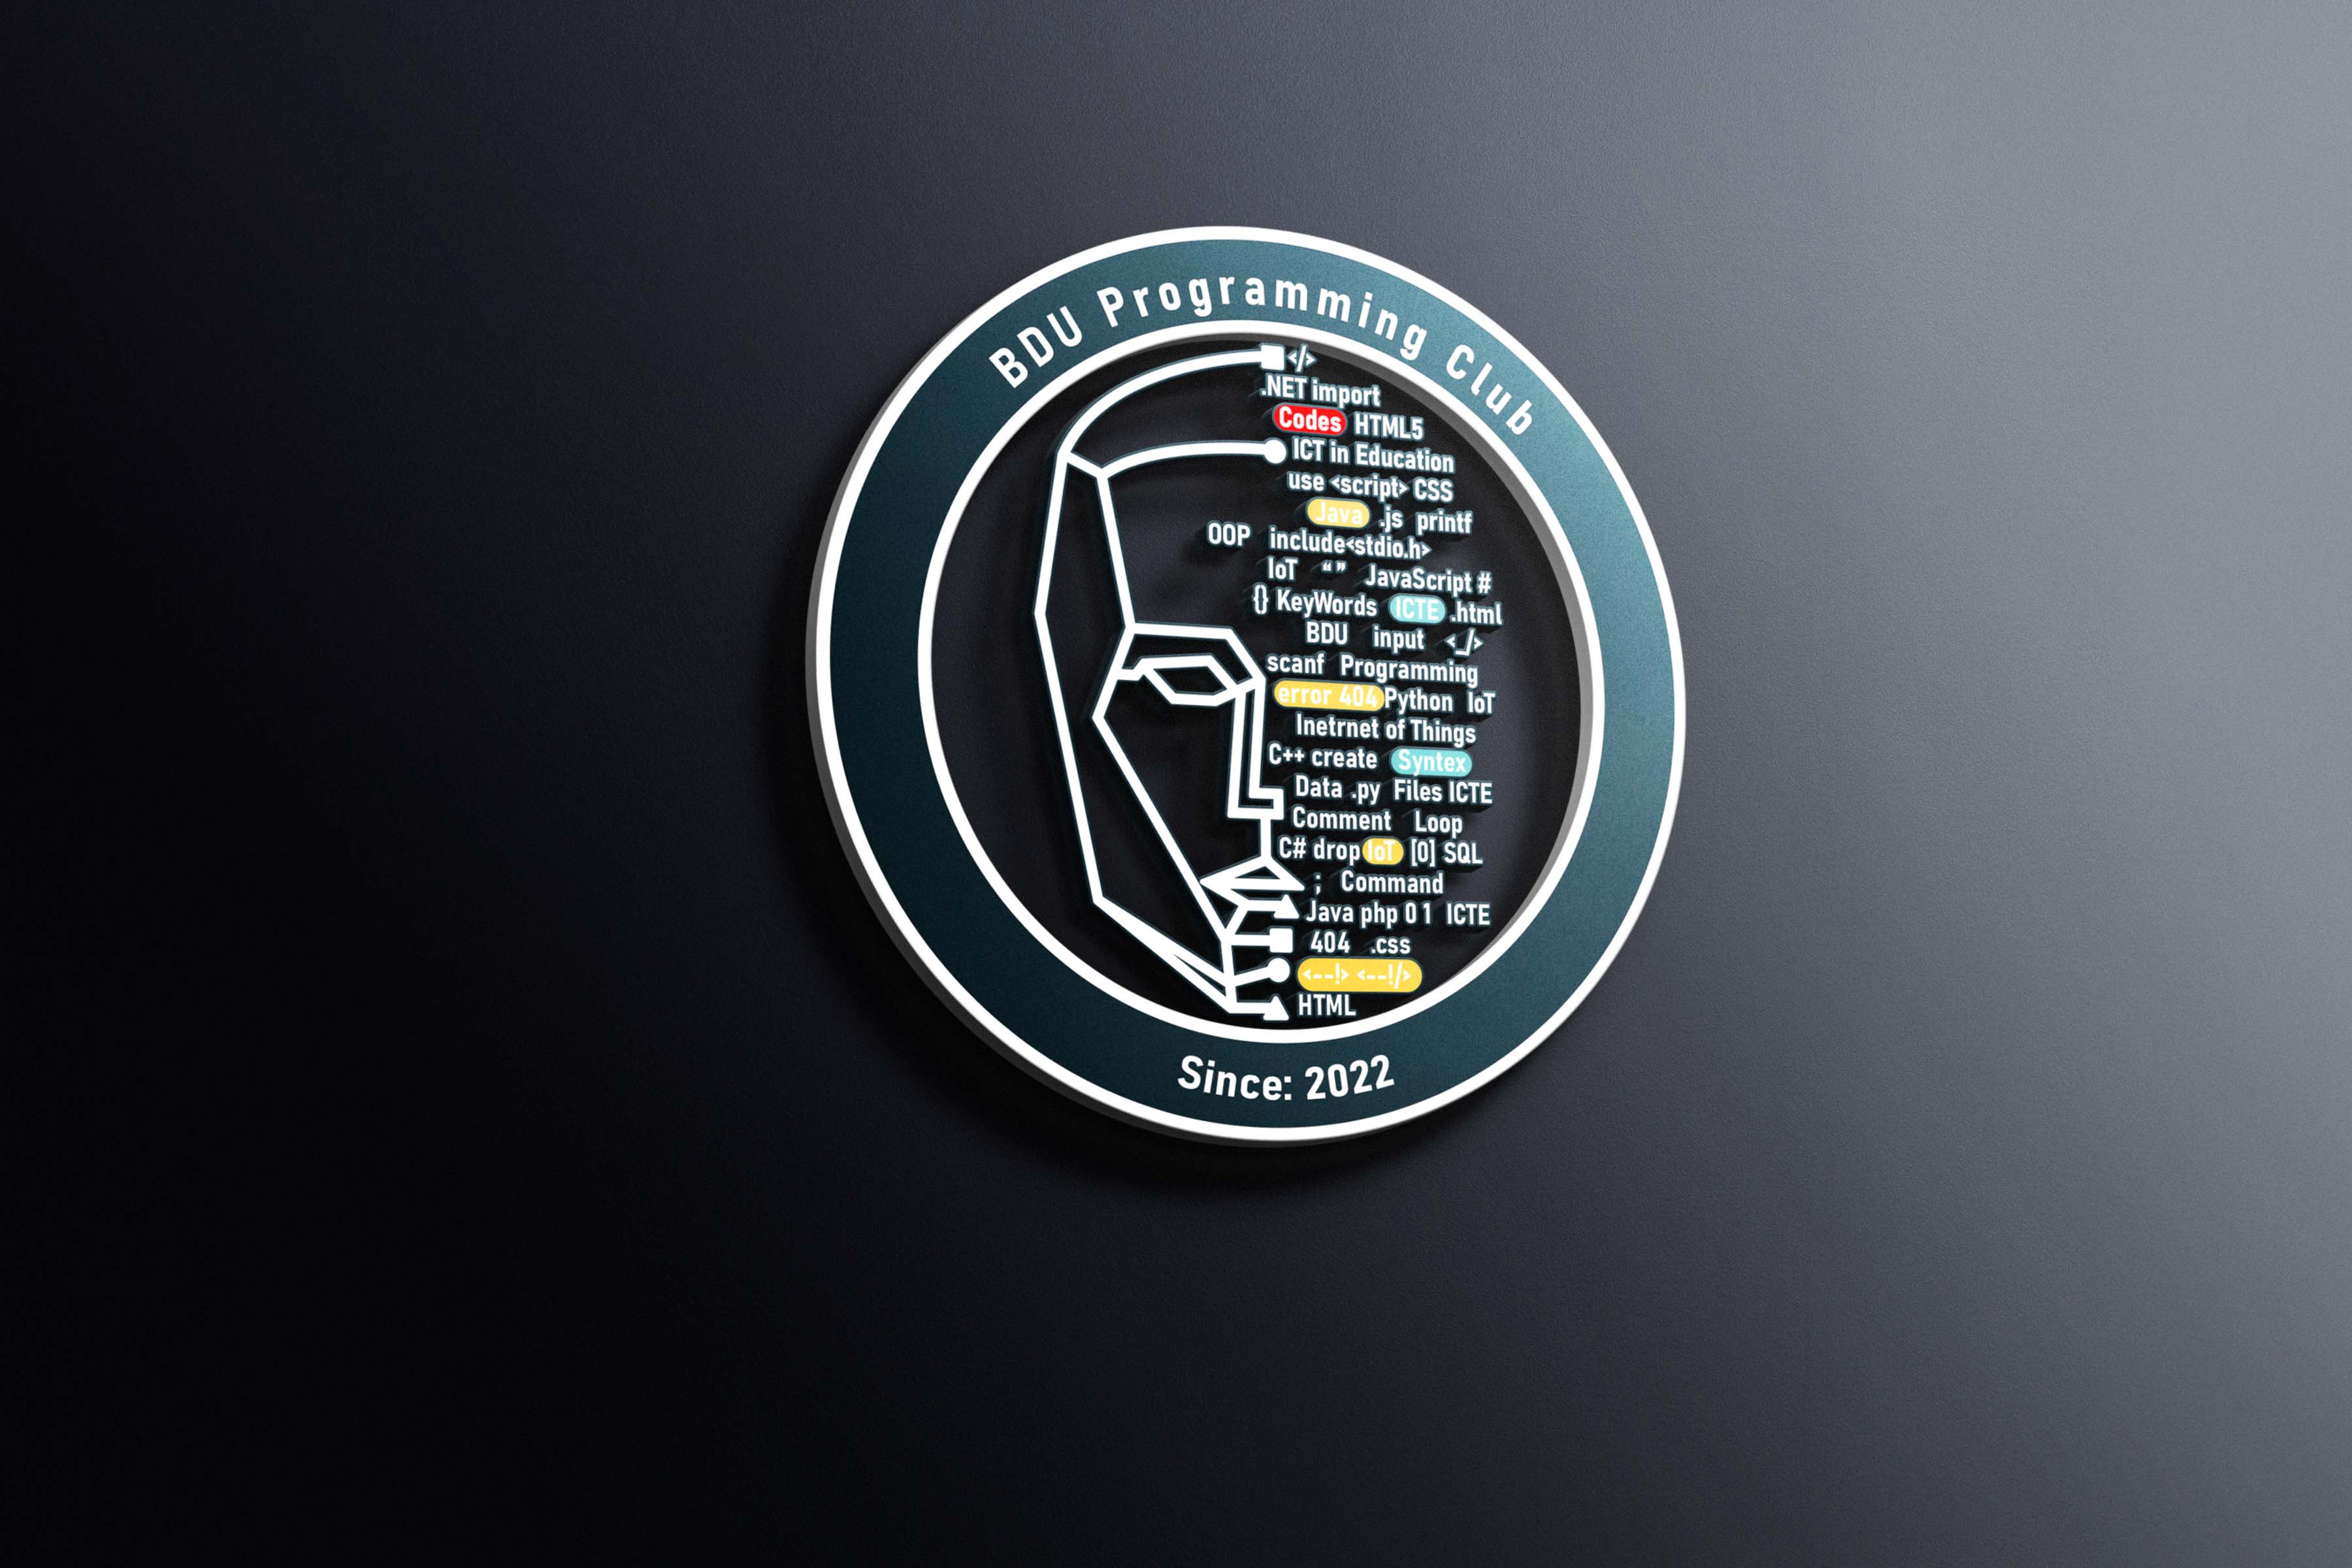 BDU Programming Club
</>
.NET import
Codes HTML5
ICT in Education
use <script> CSS
Java .js printf
OOP include<stdio.h>
IoT “ ” JavaScript #
{} KeyWords ICTE .html
BDU input <_/>
scanf Programming
error 404 Python IoT
Inetrnet of Things
C++ create Syntex
Data .py Files ICTE
Comment Loop
C# drop IoT [0] SQL
; Command
Java php 0 1 ICTE
404 .css
<--!> <--!/>
HTML
Since: 2022